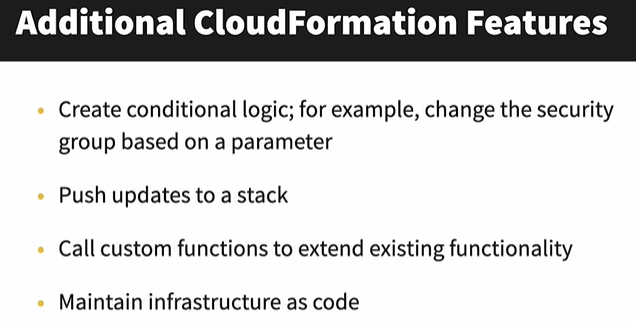 Additional CloudFormation Features
• Create conditional logic; for example, change the security
group based on a parameter
• Push updates to a stack
• Call custom functions to extend existing functionality
• Maintain infrastructure as code